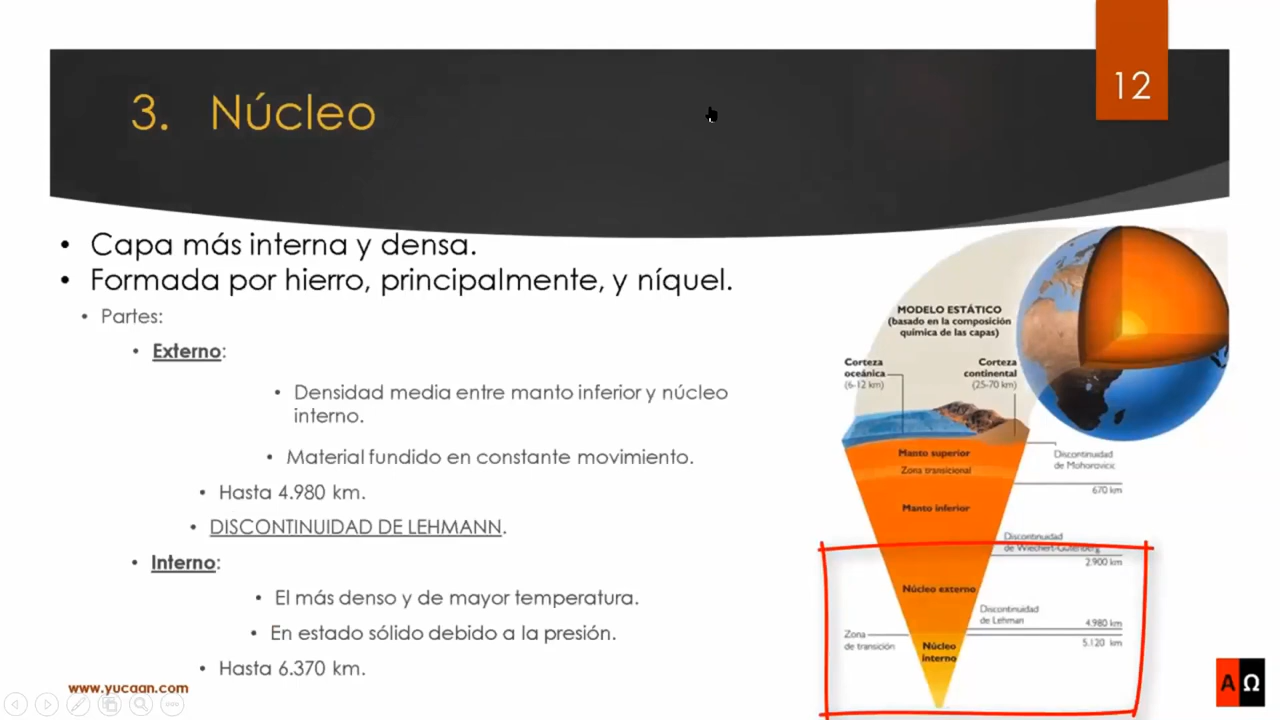 12
3. Núcleo
• Capa más interna y densa.
• Formada por hierro, principalmente, y níquel.
• Partes:
• Externo:
• Densidad media entre manto inferior y núcleo
interno.
• Material fundido en constante movimiento.
• Hasta 4.980 km.
• DISCONTINUIDAD DE LEHMANN.
• Interno:
• El más denso y de mayor temperatura.
• En estado sólido debido a la presión.
• Hasta 6.370 km.
www.yucaan.com
MODELO ESTÁTICO
(basado en la composición
química de las capas)
Corteza
oceánica
(6-12 km)
Corteza
continental
(25-70 km)
Manto superior
Zona transicional
Discontinuidad
de Mohorovicic
670 km
Manto inferior
Discontinuidad
de Wiechert-Gutenberg
2.900 km
Núcleo externo
Discontinuidad
de Lehman
4.980 km
5.120 km
Zona
de transición
Núcleo
interno
A Ω